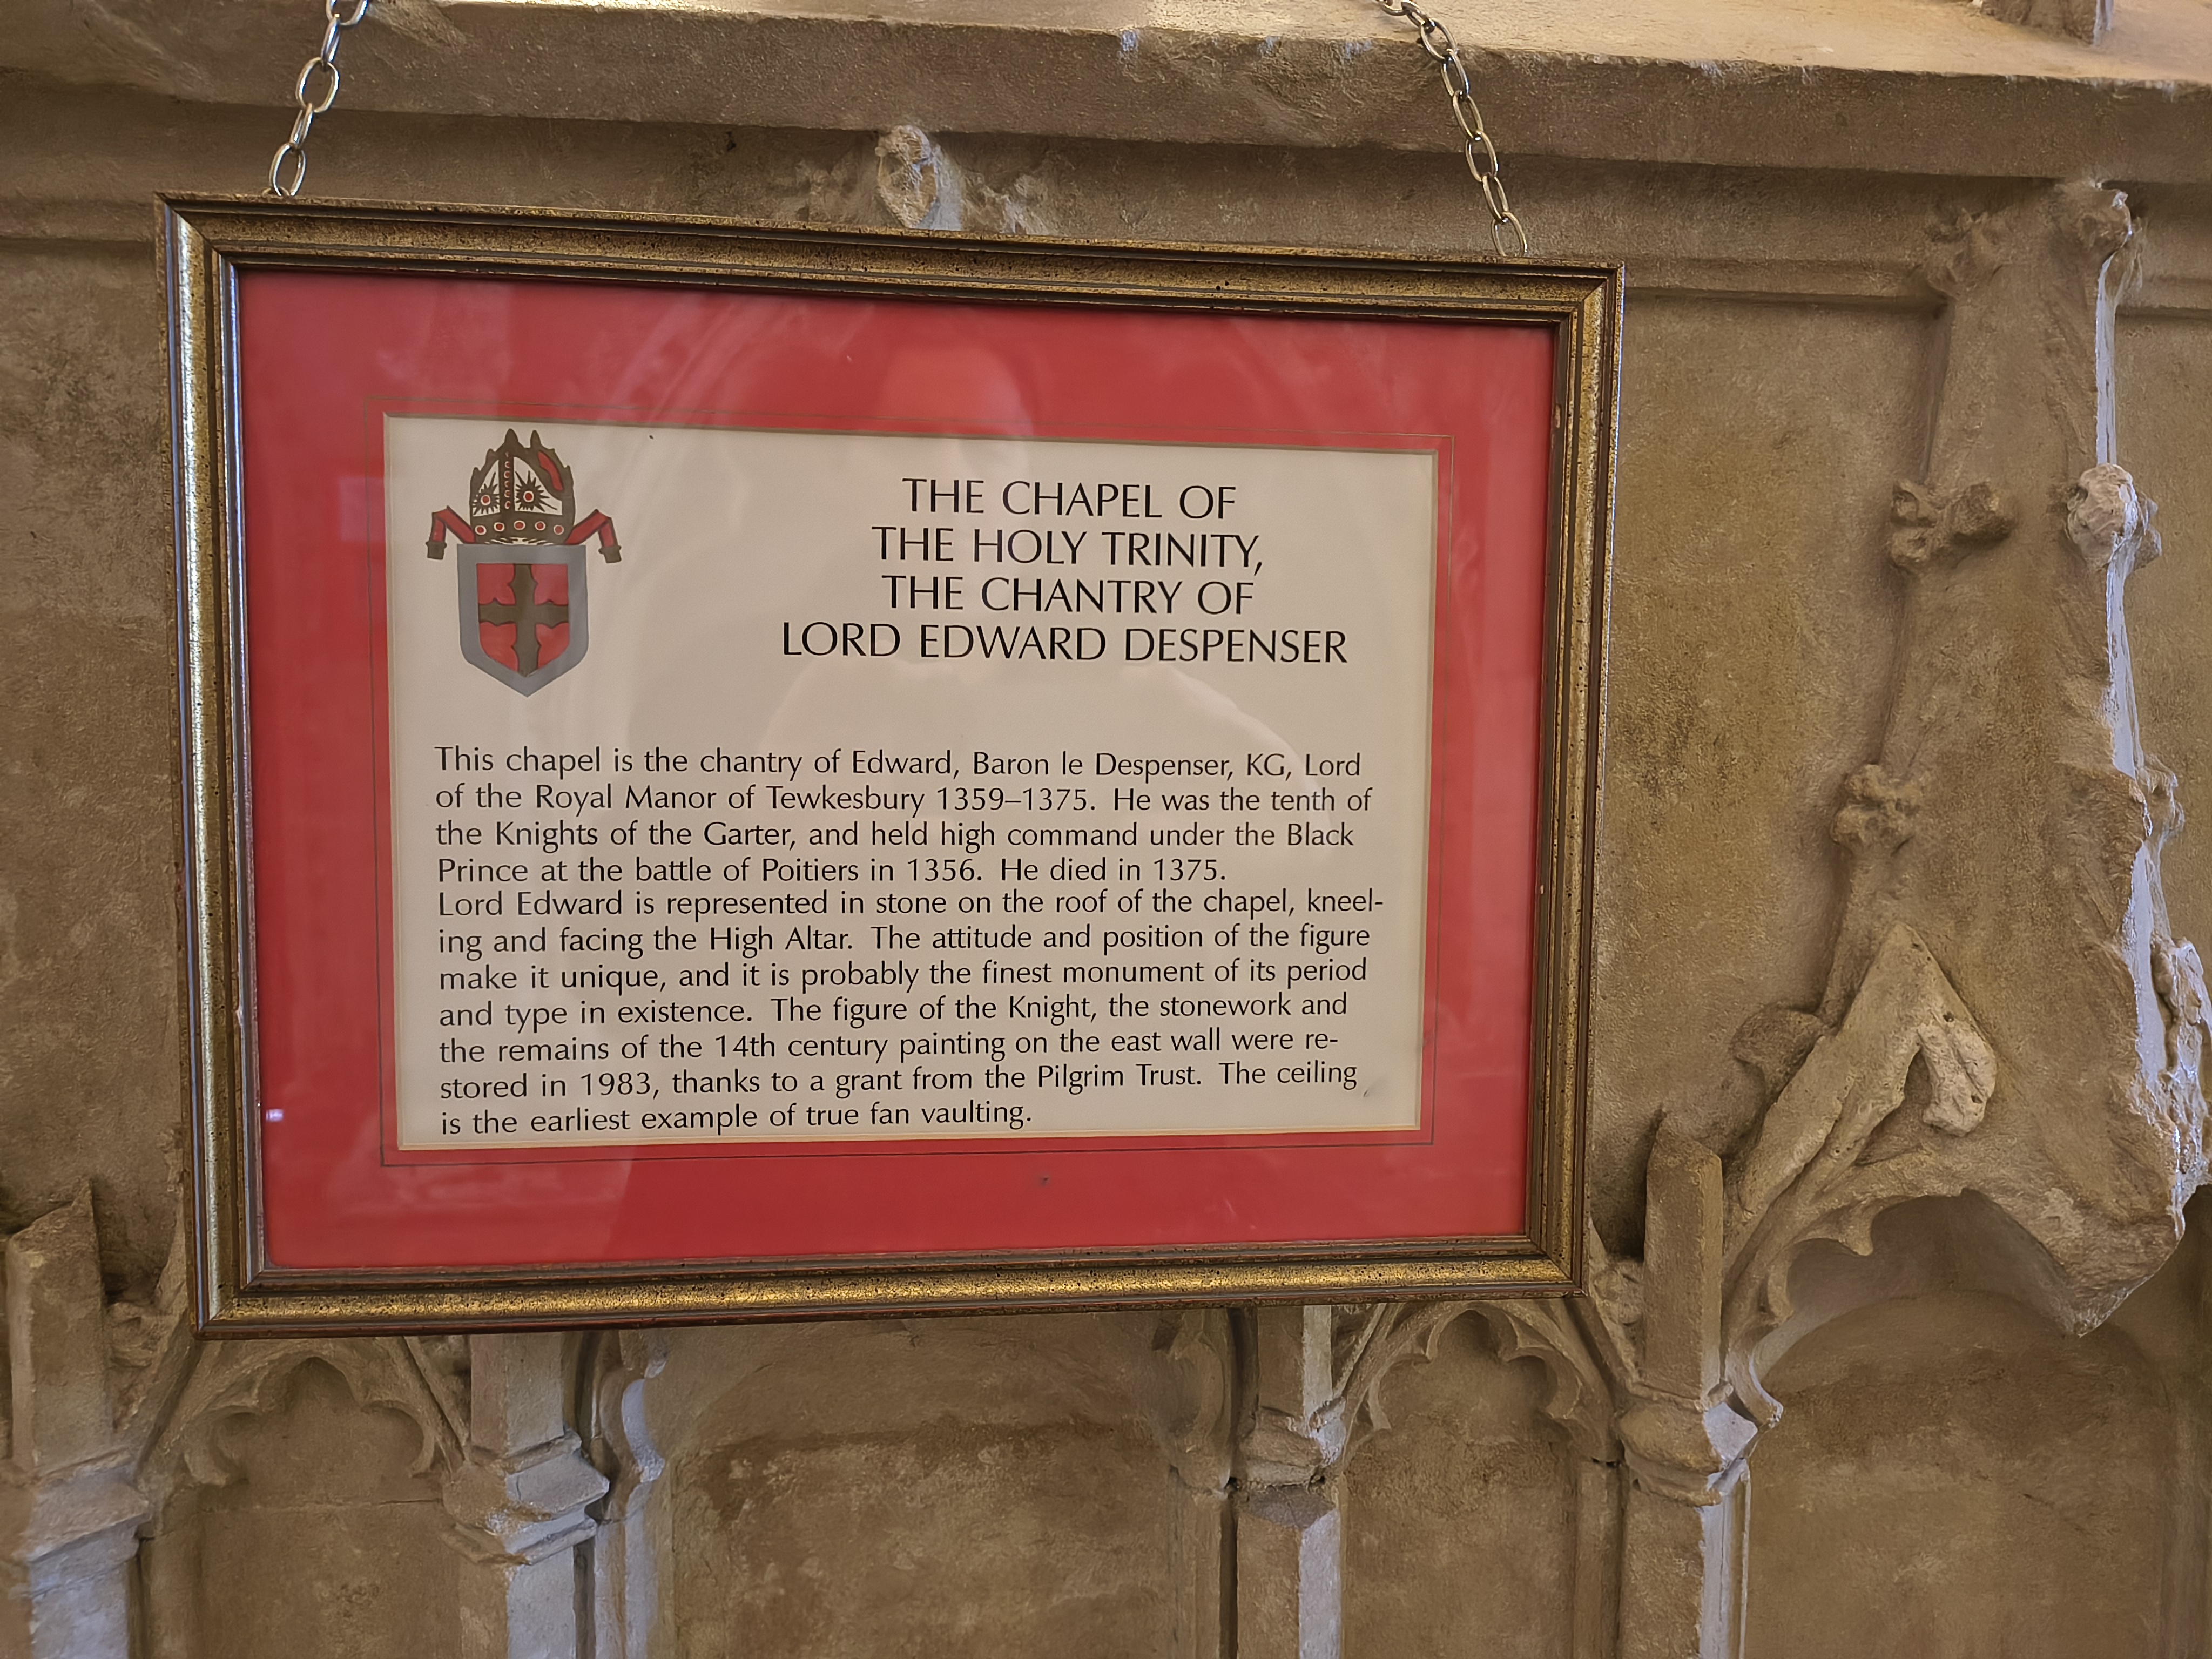 THE CHAPEL OF
THE HOLY TRINITY,
THE CHANTRY OF
LORD EDWARD DESPENSER
This chapel is the chantry of Edward, Baron le Despenser, KG, Lord
of the Royal Manor of Tewkesbury 1359–1375. He was the tenth of
the Knights of the Garter, and held high command under the Black
Prince at the battle of Poitiers in 1356. He died in 1375.
Lord Edward is represented in stone on the roof of the chapel, kneel-
ing and facing the High Altar. The attitude and position of the figure
make it unique, and it is probably the finest monument of its period
and type in existence. The figure of the Knight, the stonework and
the remains of the 14th century painting on the east wall were re-
stored in 1983, thanks to a grant from the Pilgrim Trust. The ceiling
is the earliest example of true fan vaulting.